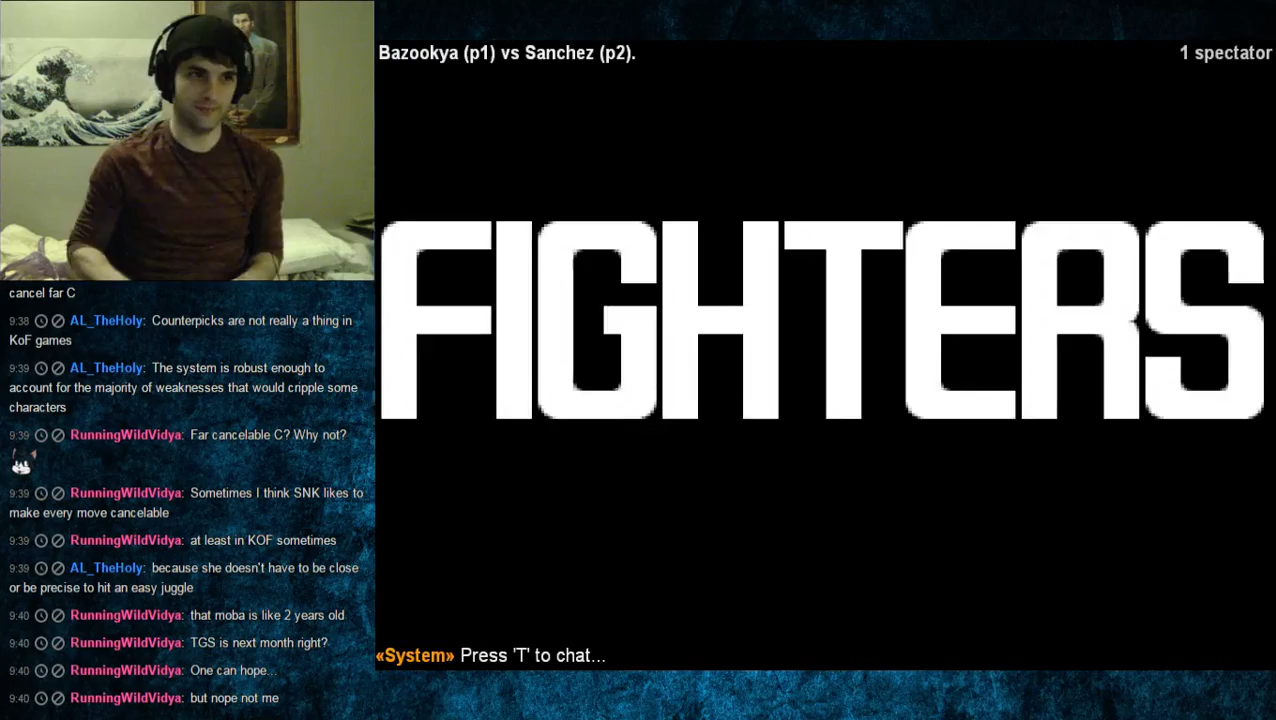 Bazookya (p1) vs Sanchez (p2).
1 spectator
FIGHTERS
«System» Press 'T' to chat...
cancel far C
9:38 AL_TheHoly: Counterpicks are not really a thing in
KoF games
9:39 AL_TheHoly: The system is robust enough to
account for the majority of weaknesses that would cripple some
characters
9:39 RunningWildVidya: Far cancelable C? Why not?
9:39 RunningWildVidya: Sometimes I think SNK likes to
make every move cancelable
9:39 RunningWildVidya: at least in KOF sometimes
9:39 AL_TheHoly: because she doesn't have to be close
or be precise to hit an easy juggle
9:40 RunningWildVidya: that moba is like 2 years old
9:40 RunningWildVidya: TGS is next month right?
9:40 RunningWildVidya: One can hope...
9:40 RunningWildVidya: but nope not me